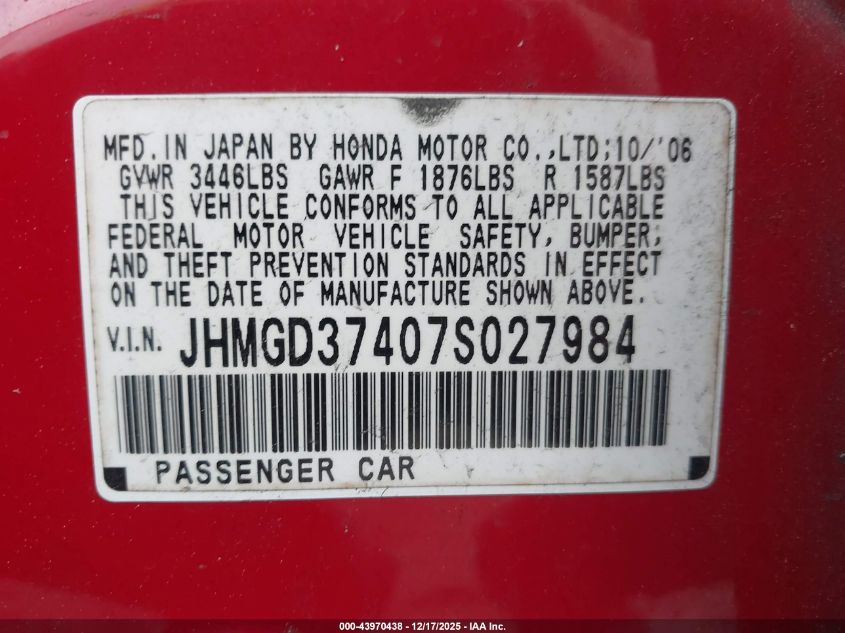 MFD. IN JAPAN BY HONDA MOTOR CO., LTD; 10/'06
GVWR 3446LBS GAWR F 1876LBS R 1587LBS
THIS VEHICLE CONFORMS TO ALL APPLICABLE
FEDERAL MOTOR VEHICLE SAFETY, BUMPER,
AND THEFT PREVENTION STANDARDS IN EFFECT
ON THE DATE OF MANUFACTURE SHOWN ABOVE.
V.I.N. JHMGD37407S027984
PASSENGER CAR
000-43970438 - 12/17/2025 - IAA Inc.